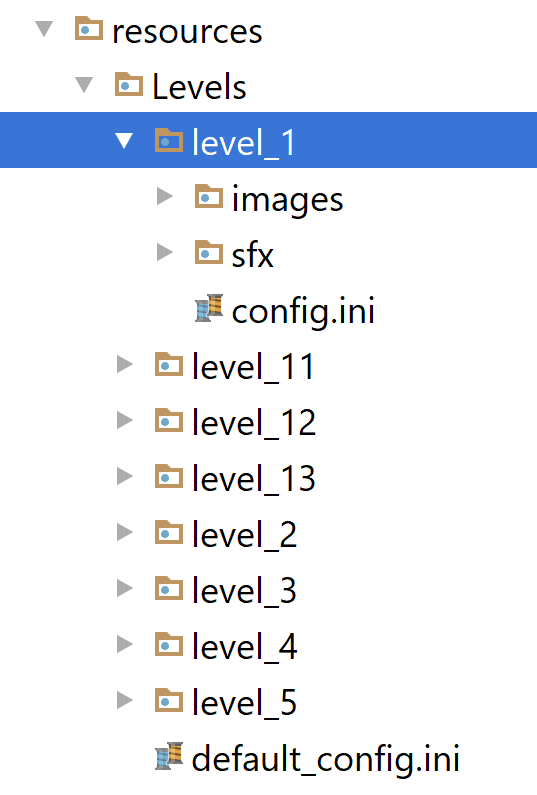 resources
Levels
level_1
images
sfx
config.ini
level_11
level_12
level_13
level_2
level_3
level_4
level_5
default_config.ini